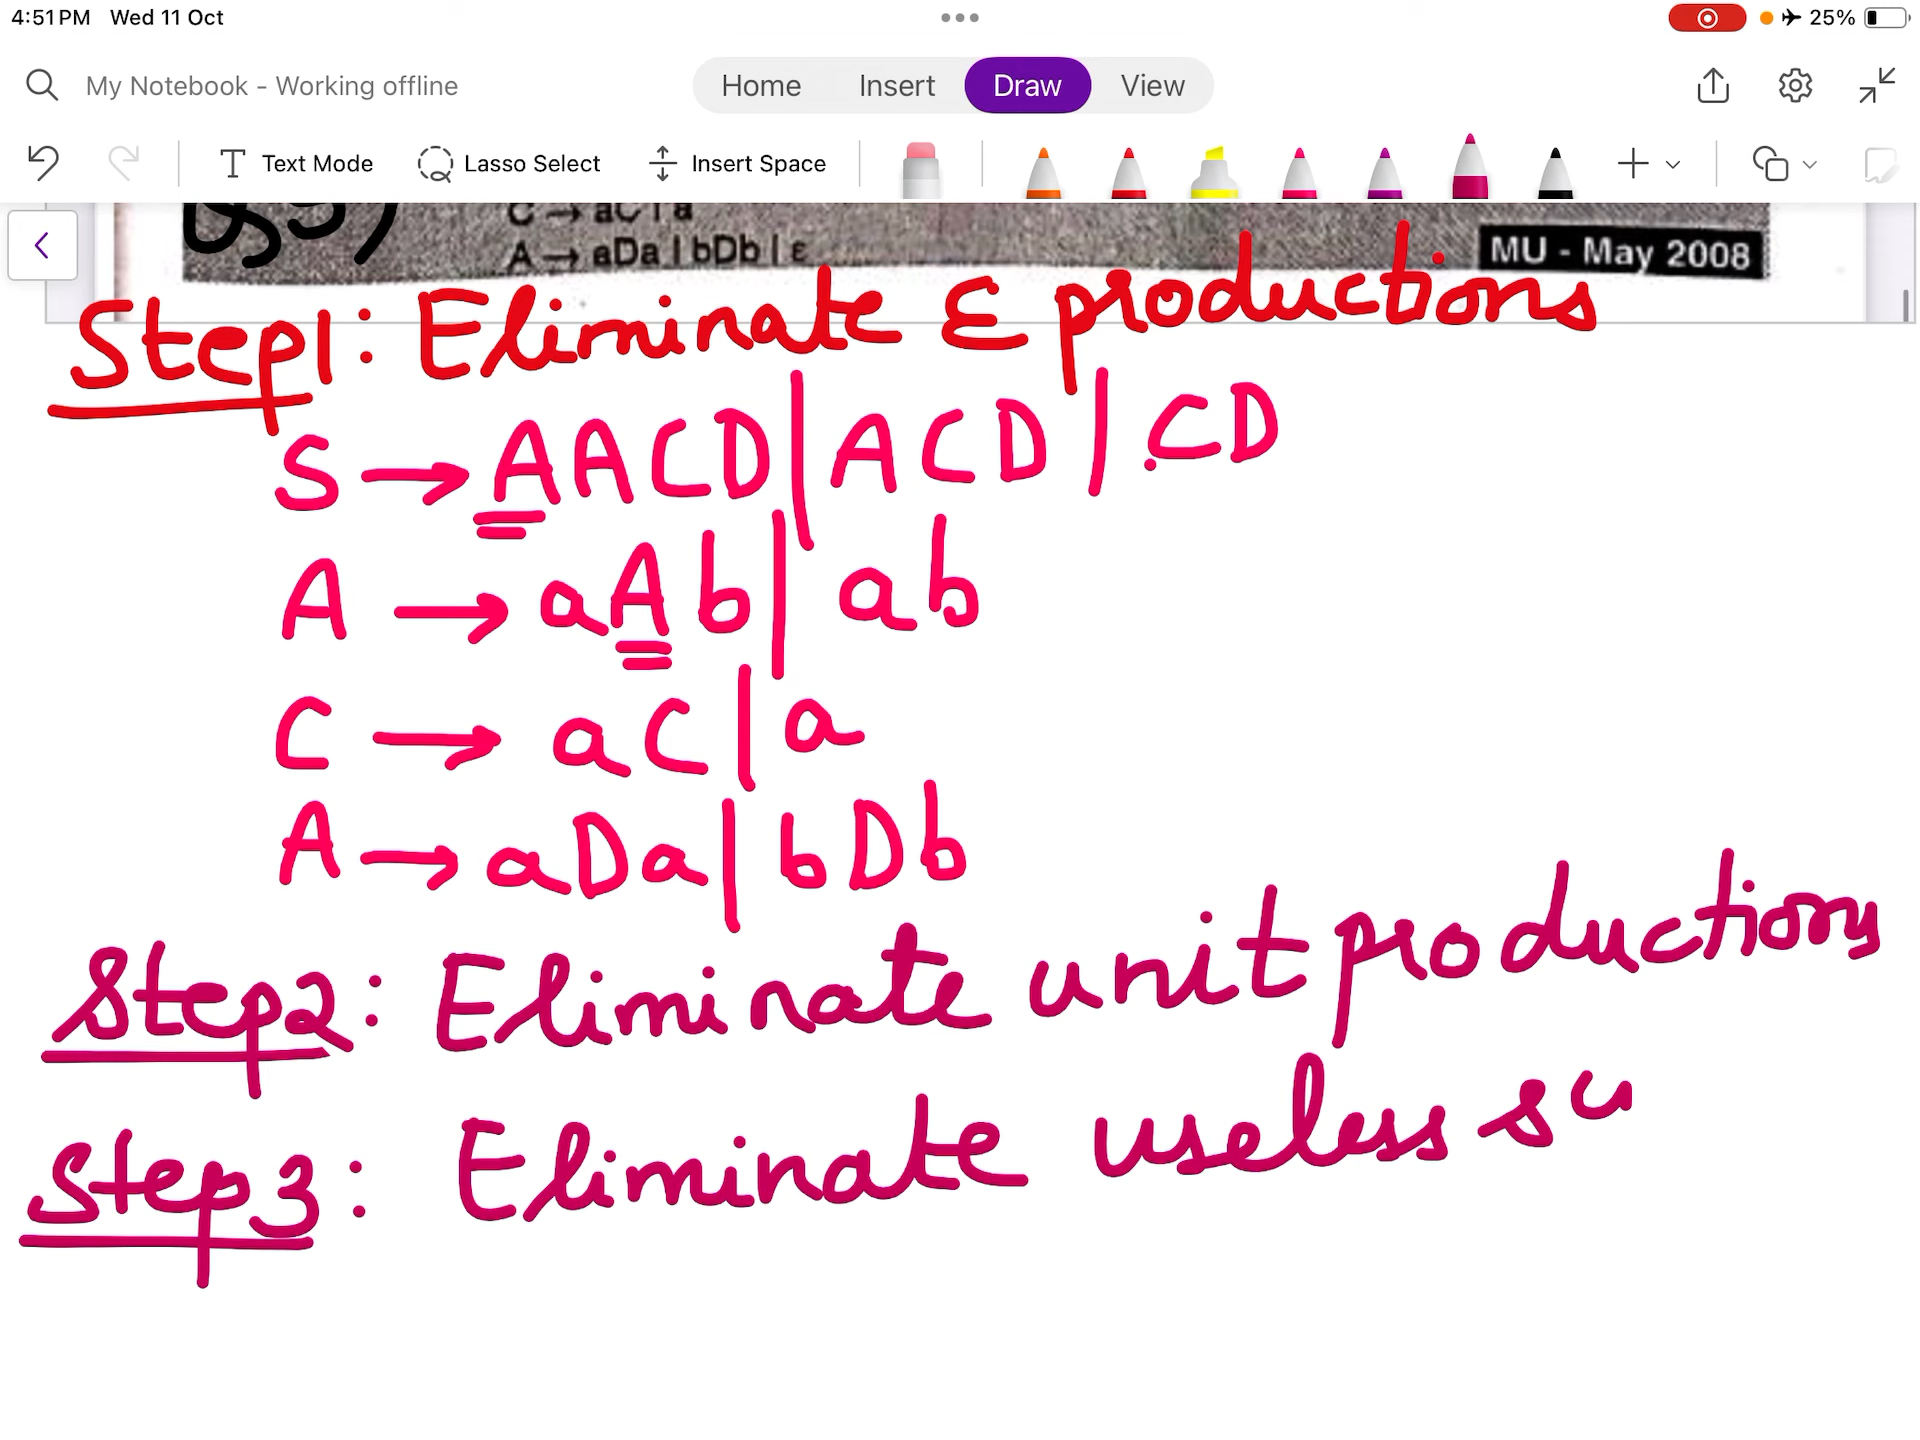 4:51 PM Wed 11 Oct
25%
My Notebook - Working offline
Home Insert Draw View
Text Mode Lasso Select Insert Space
C → aC | a
A → aDa | bDb | ε
MU - May 2008
Step1: Eliminate ε productions
S → AACD | ACD | CD
A → aAb | ab
C → aC | a
A → aDa | bDb
Step2: Eliminate unit productions
Step3: Eliminate useless su